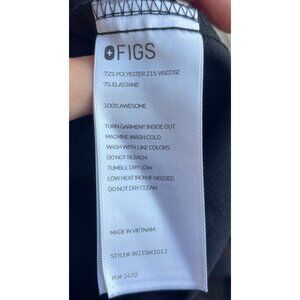 FIGS
72% POLYESTER 21% VISCOSE
7% ELASTANE
100% AWESOME
TURN GARMENT INSIDE OUT
MACHINE WASH COLD
WASH WITH LIKE COLORS
DO NOT BLEACH
TUMBLE DRY LOW
LOW HEAT IRON IF NEEDED
DO NOT DRY CLEAN
MADE IN VIETNAM
STYLE# W21SW1012
PO# 2472